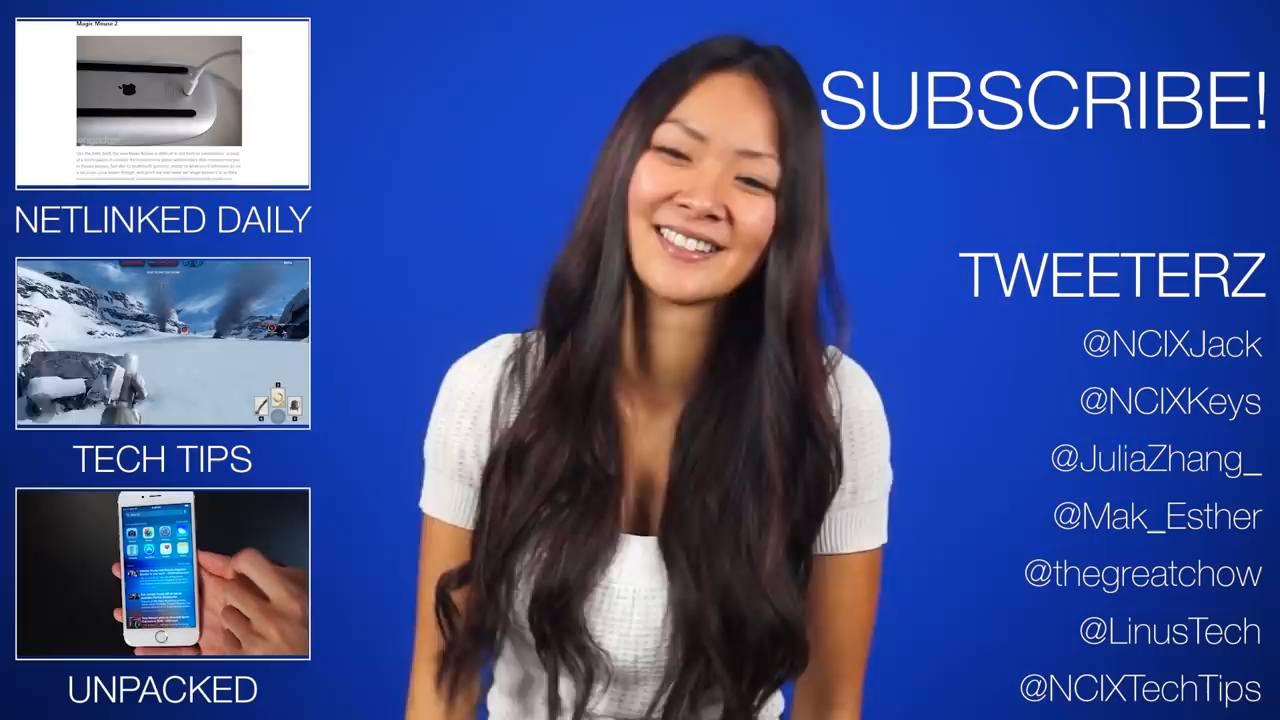 Magic Mouse 2
NETLINKED DAILY
TECH TIPS
UNPACKED
SUBSCRIBE!
TWEETERZ
@NCIXJack
@NCIXKeys
@JuliaZhang_
@Mak_Esther
@thegreatchow
@LinusTech
@NCIXTechTips